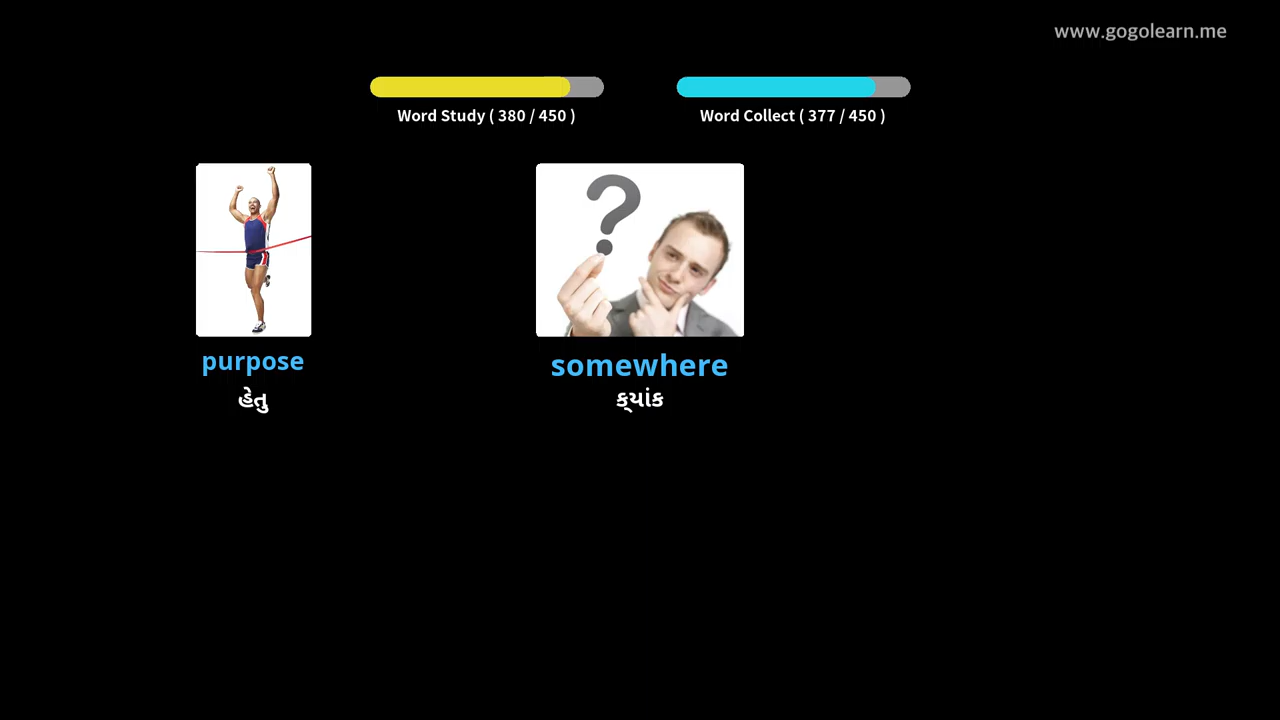 www.gogolearn.me
Word Study ( 380 / 450 )
Word Collect ( 377 / 450 )
purpose
હેતુ
somewhere
ક્યાંક